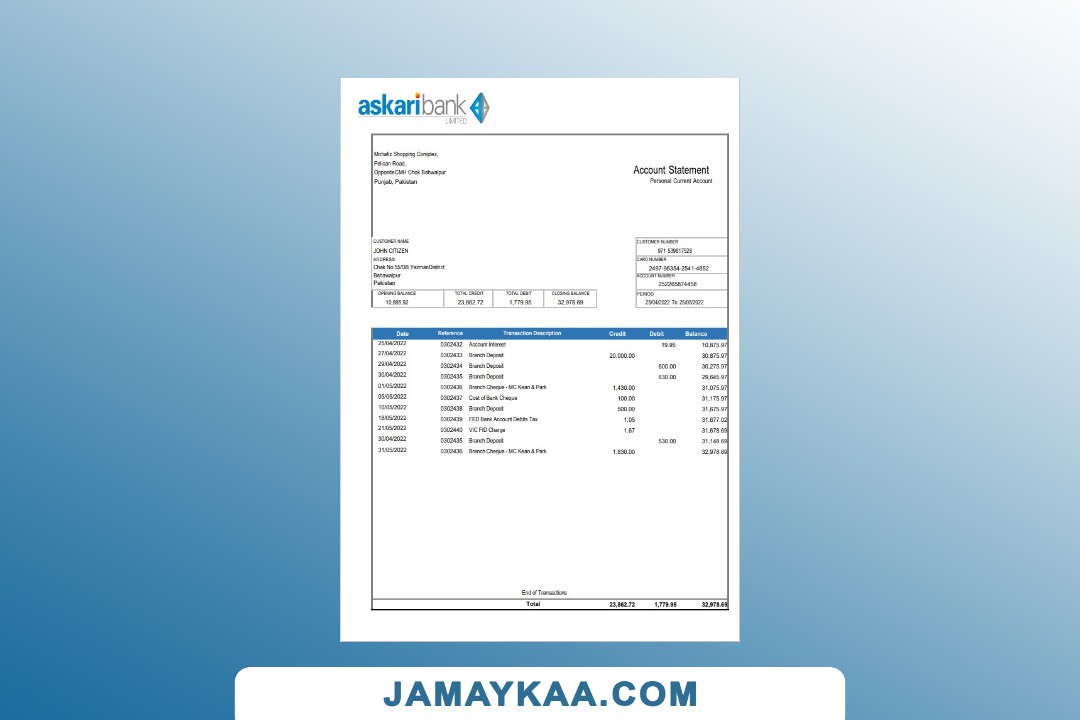 askaribank
LIMITED
Mohafiz Shopping Complex,
Pelican Road,
Opposite CMH Chok Bahwalpur
Punjab, Pakistan
Account Statement
Personal Current Account
CUSTOMER NAME
JOHN CITIZEN
ADDRESS
Chak No.55/DB YazmanDistrict
Bahawalpur
Pakistan
CUSTOMER NUMBER
971 539817528
CARD NUMBER
2497-86354-2541-4852
ACCOUNT NUMBER
252265874458
PERIOD
25/04/2022 To 25/05/2022
OPENING BALANCE TOTAL CREDIT TOTAL DEBIT CLOSING BALANCE
10,895.92 23,862.72 1,779.95 32,978.69
Date Reference Transaction Description Credit Debit Balance
25/04/2022 0302432 Account Interest 19.95 10,875.97
27/04/2022 0302433 Branch Deposit 20,000.00 30,875.97
29/04/2022 0302434 Branch Deposit 600.00 30,275.97
30/04/2022 0302435 Branch Deposit 630.00 29,645.97
01/05/2022 0302436 Branch Cheque - MC Kean & Park 1,430.00 31,075.97
05/05/2022 0302437 Cost of Bank Cheque 100.00 31,175.97
10/05/2022 0302438 Branch Deposit 500.00 31,675.97
18/05/2022 0302439 FED Bank Account Debits Tax 1.05 31,677.02
21/05/2022 0302440 VIC FID Charge 1.67 31,678.69
30/04/2022 0302435 Branch Deposit 530.00 31,148.69
31/05/2022 0302436 Branch Cheque - MC Kean & Park 1,830.00 32,978.69
End of Transactions
Total 23,862.72 1,779.95 32,978.69
JAMAYKAA.COM